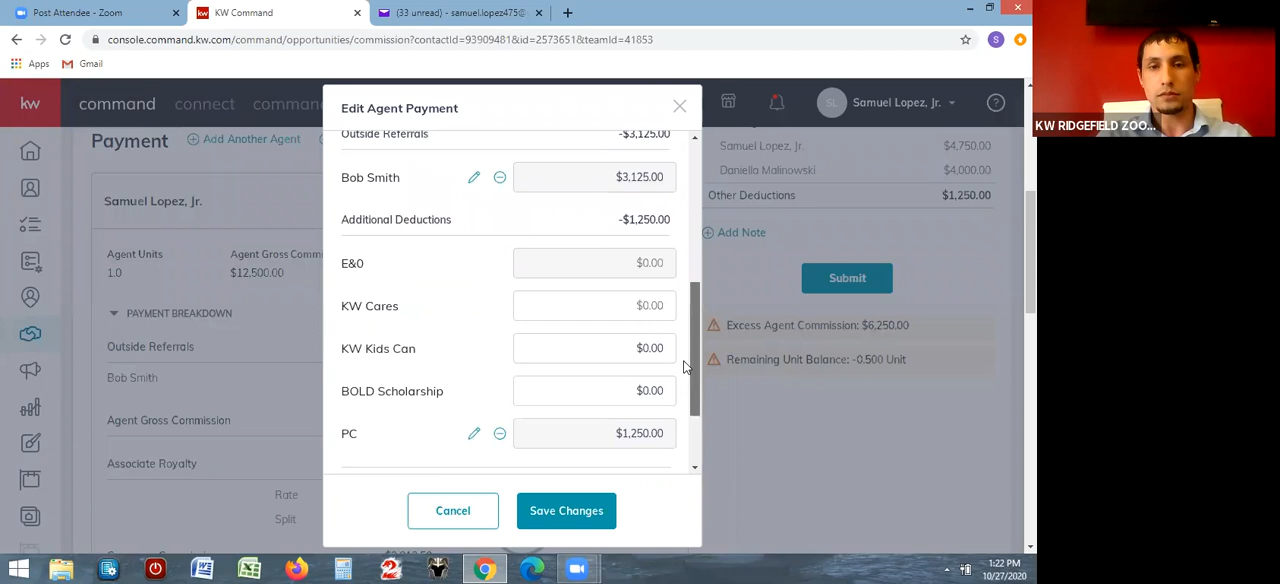 Post Attendee - Zoom
KW Command
(33 unread) - samuel.lopez475@
console.command.kw.com/command/opportunities/commission?contactId=93909481&id=2573651&teamId=41853
S
Apps
Gmail
KW RIDGEFIELD ZOO...
kw
command
connect
comman
SL
Samuel Lopez, Jr.
Edit Agent Payment
Payment
Add Another Agent
Samuel Lopez, Jr.
Agent Units
Agent Gross Commi
1.0
$12,500.00
PAYMENT BREAKDOWN
Outside Referrals
Bob Smith
Agent Gross Commission
Associate Royalty
Rate
Split
Outside Referrals
-$3,125.00
Bob Smith
$3,125.00
Additional Deductions
-$1,250.00
E&0
$0.00
KW Cares
$0.00
KW Kids Can
$0.00
BOLD Scholarship
$0.00
PC
$1,250.00
Cancel
Save Changes
Samuel Lopez, Jr.
$4,750.00
Daniella Malinowski
$4,000.00
Other Deductions
$1,250.00
Add Note
Submit
Excess Agent Commission: $6,250.00
Remaining Unit Balance: -0.500 Unit
1:22 PM
10/27/2020